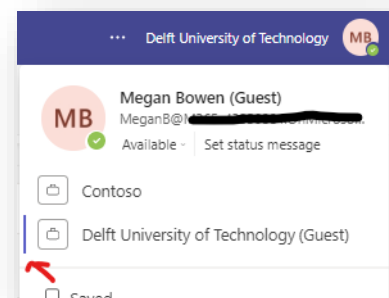 ··· Delft University of Technology MB
MB
Megan Bowen (Guest)
Available
Set status message
Contoso
Delft University of Technology (Guest)
Saved